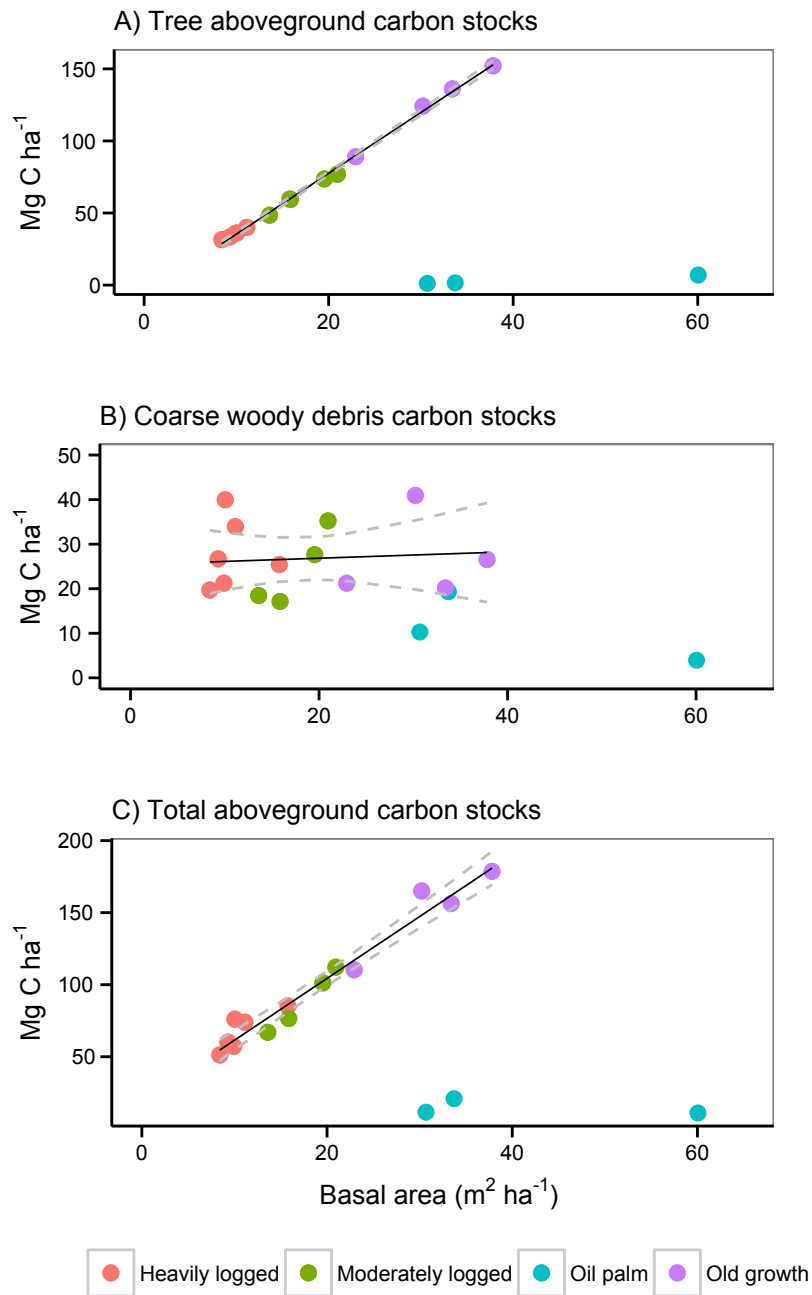 A) Tree aboveground carbon stocks
150
100
50
0
Mg C ha⁻¹
0 20 40 60
B) Coarse woody debris carbon stocks
50
40
30
20
10
0
Mg C ha⁻¹
0 20 40 60
C) Total aboveground carbon stocks
200
150
100
50
Mg C ha⁻¹
0 20 40 60
Basal area (m² ha⁻¹)
Heavily logged Moderately logged Oil palm Old growth